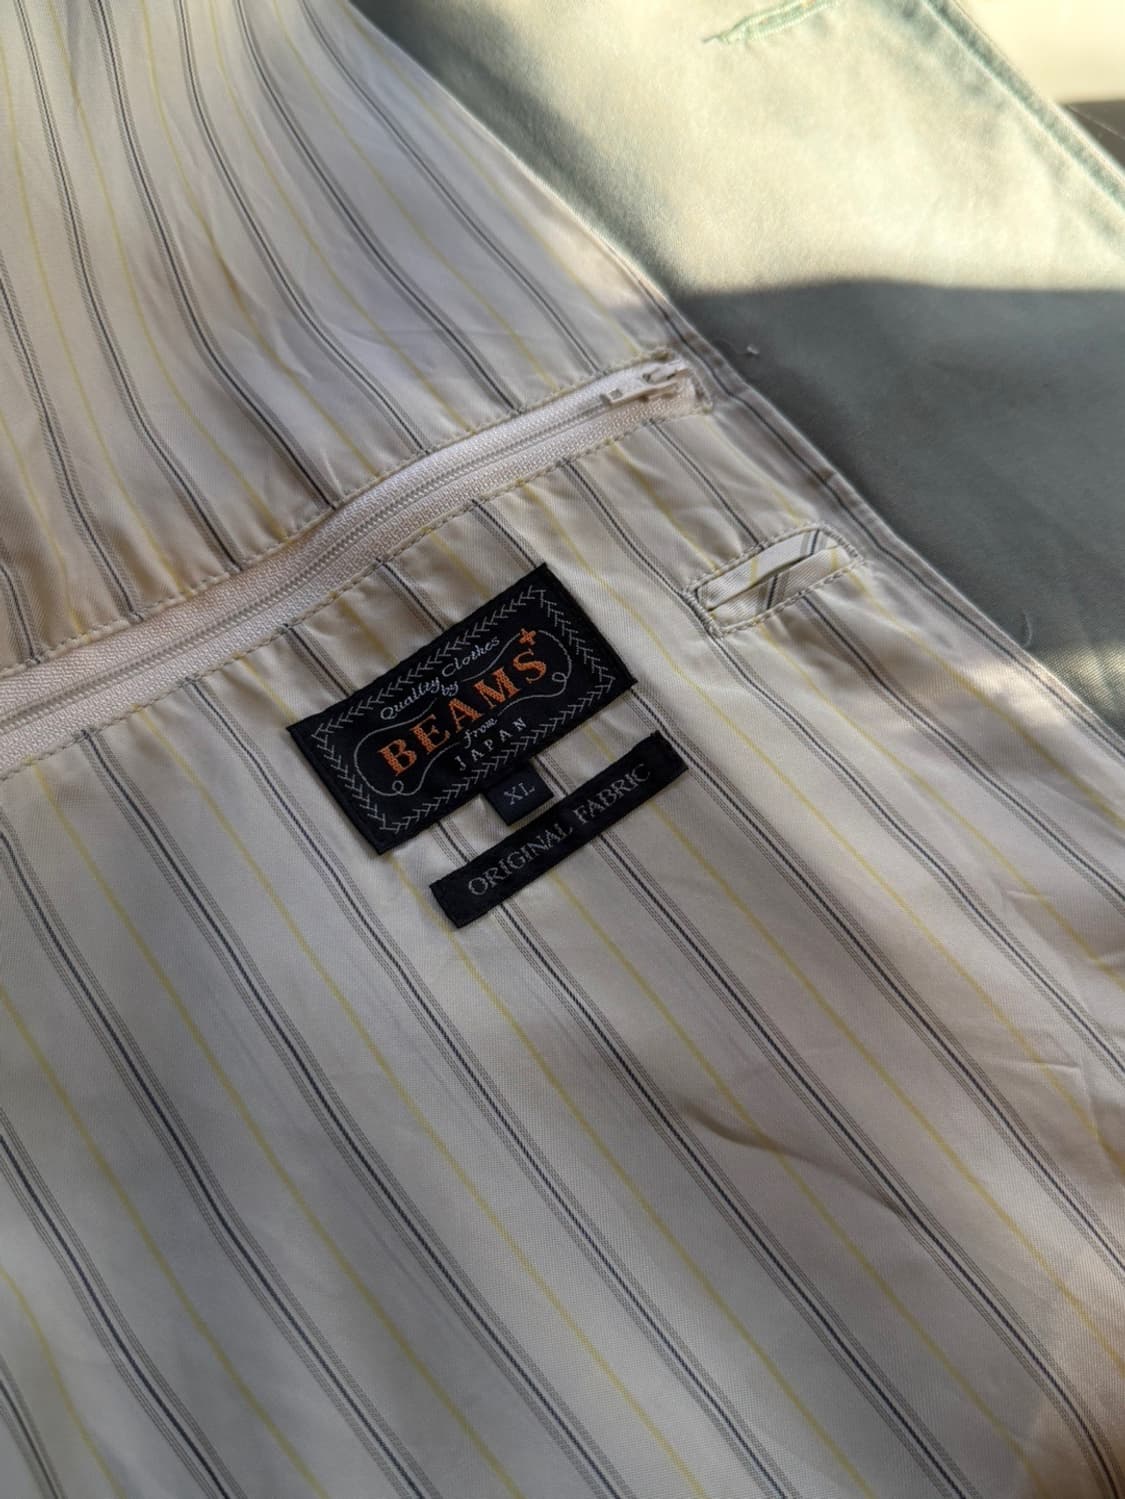 Quality Clothes
by
BEAMS+
from
JAPAN
XL
ORIGINAL FABRIC